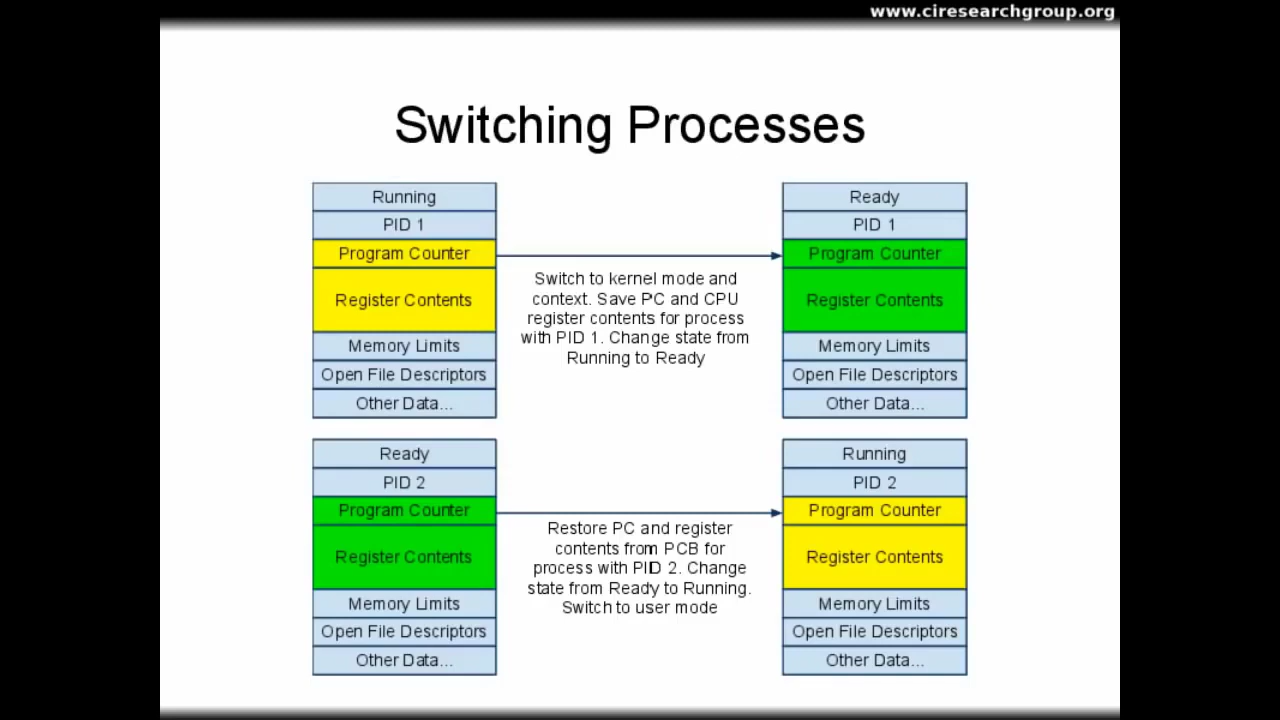 www.ciresearchgroup.org
Switching Processes
Running
PID 1
Program Counter
Register Contents
Memory Limits
Open File Descriptors
Other Data...
Switch to kernel mode and
context. Save PC and CPU
register contents for process
with PID 1. Change state from
Running to Ready
Ready
PID 1
Program Counter
Register Contents
Memory Limits
Open File Descriptors
Other Data...
Ready
PID 2
Program Counter
Register Contents
Memory Limits
Open File Descriptors
Other Data...
Restore PC and register
contents from PCB for
process with PID 2. Change
state from Ready to Running.
Switch to user mode
Running
PID 2
Program Counter
Register Contents
Memory Limits
Open File Descriptors
Other Data...